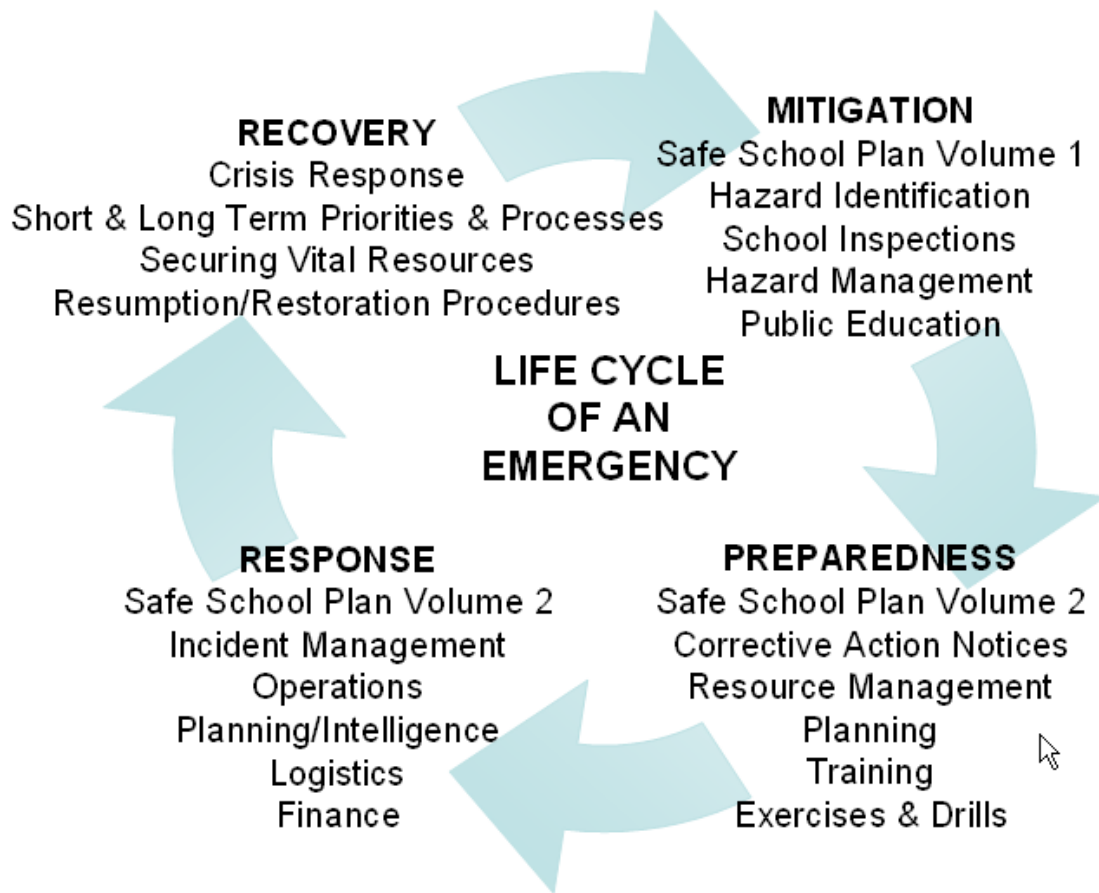 RECOVERY
Crisis Response
Short & Long Term Priorities & Processes
Securing Vital Resources
Resumption/Restoration Procedures
MITIGATION
Safe School Plan Volume 1
Hazard Identification
School Inspections
Hazard Management
Public Education
LIFE CYCLE
OF AN
EMERGENCY
RESPONSE
Safe School Plan Volume 2
Incident Management
Operations
Planning/Intelligence
Logistics
Finance
PREPAREDNESS
Safe School Plan Volume 2
Corrective Action Notices
Resource Management
Planning
Training
Exercises & Drills